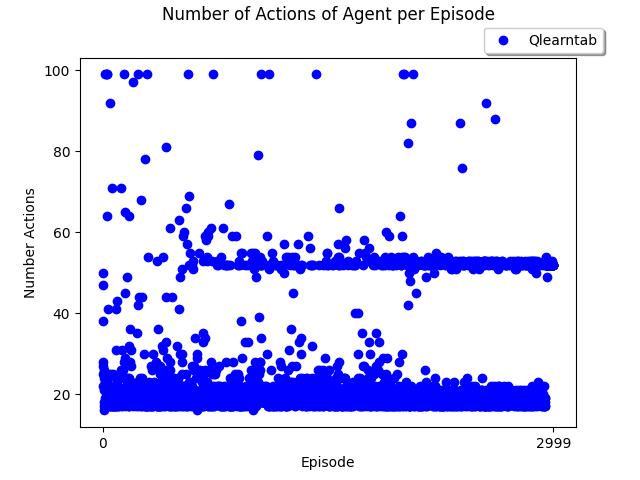 Number of Actions of Agent per Episode
Qlearntab
100
80
60
40
20
Number Actions
0
2999
Episode